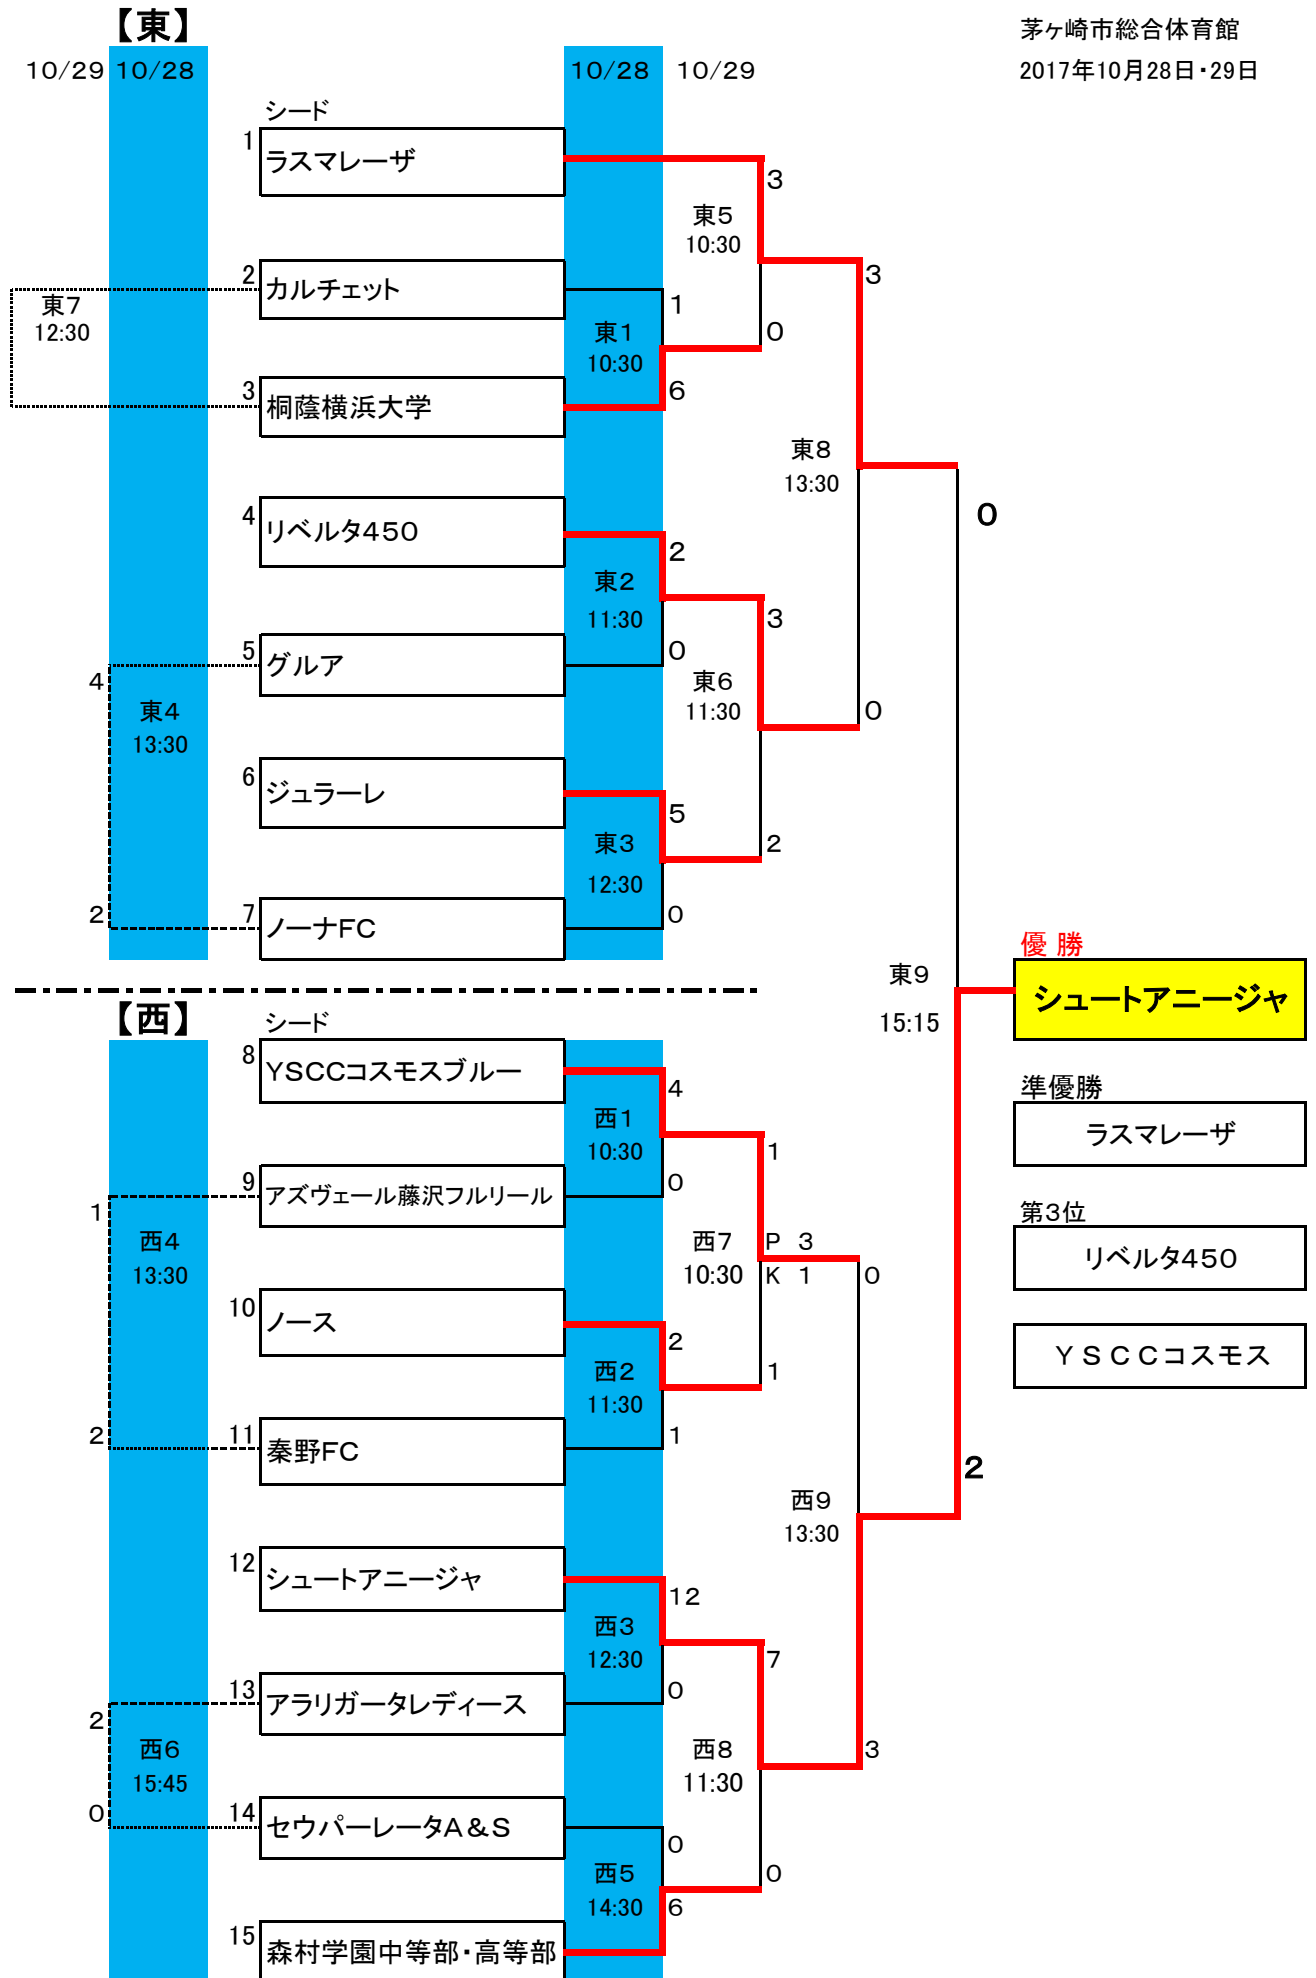 【東】
茅ヶ崎市総合体育館
10/29 10/28
10/28 10/29
2017年10月28日・29日
シード
1
ラスマレーザ
3
東5
10:30
2
カルチェット
3
東7
12:30
1
東1
10:30
0
3
桐蔭横浜大学
6
東8
13:30
4
リベルタ450
0
2
東2
11:30
3
5
グルア
0
4
東6
11:30
東4
13:30
0
6
ジュラーレ
5
東3
12:30
2
2
7
ノーナFC
0
優 勝
東9
15:15
シュートアニージャ
【西】
シード
8
YSCCコスモスブルー
4
準優勝
ラスマレーザ
西1
10:30
1
9
アズヴェール藤沢フルリール
0
1
第3位
リベルタ450
西4
13:30
西7
10:30
P 3
K 1
0
10
ノース
2
YSCCコスモス
西2
11:30
1
2
11
秦野FC
1
2
西9
13:30
12
シュートアニージャ
12
西3
12:30
7
13
アラリガータレディース
0
2
西6
15:45
西8
11:30
3
0
14
セウパーレータA&S
0
西5
14:30
0
6
15
森村学園中等部・高等部